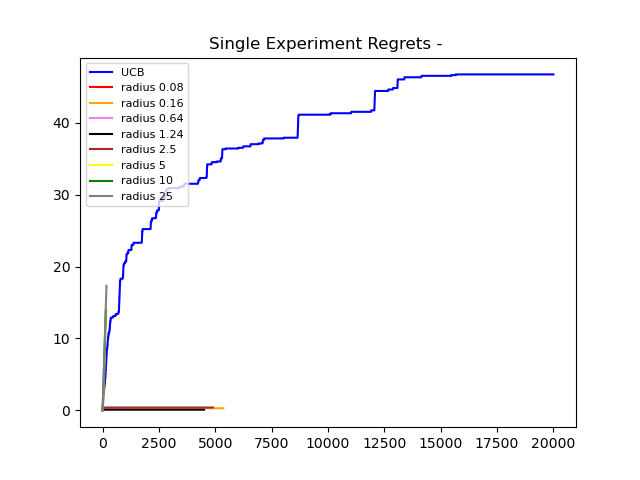 Single Experiment Regrets -
UCB
radius 0.08
radius 0.16
radius 0.64
radius 1.24
radius 2.5
radius 5
radius 10
radius 25
40
30
20
10
0
0 2500 5000 7500 10000 12500 15000 17500 20000